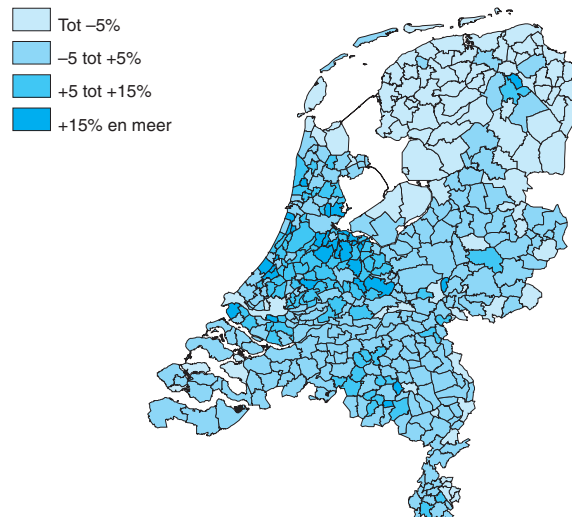 Tot –5%
–5 tot +5%
+5 tot +15%
+15% en meer